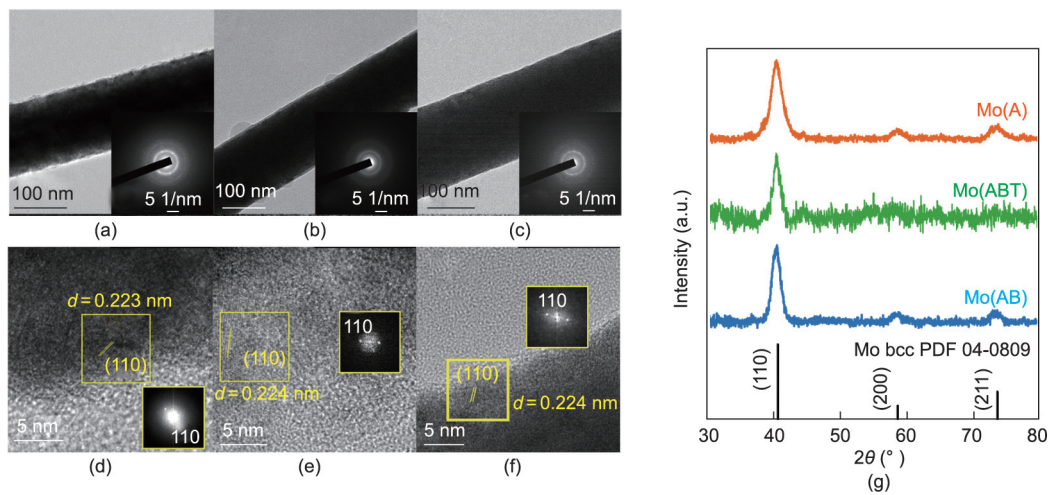 100 nm
5 1/nm
(a)
100 nm
5 1/nm
(b)
100 nm
5 1/nm
(c)
d = 0.223 nm
(110)
110
5 nm
(d)
110
(110)
d = 0.224 nm
5 nm
(e)
110
(110)
d = 0.224 nm
5 nm
(f)
Intensity (a.u.)
Mo(A)
Mo(ABT)
Mo(AB)
Mo bcc PDF 04-0809
(110)
(200)
(211)
30 40 50 60 70 80
2θ (°)
(g)